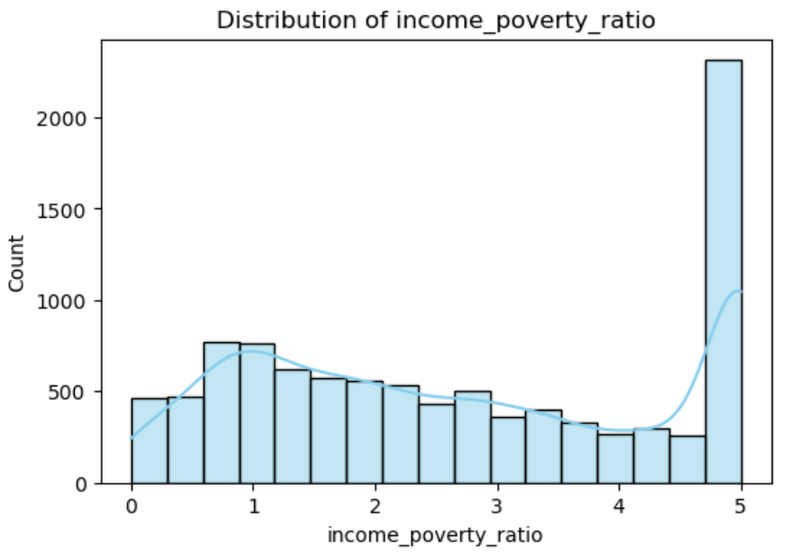 Distribution of income_poverty_ratio
Count
2000
1500
1000
500
0
0 1 2 3 4 5
income_poverty_ratio